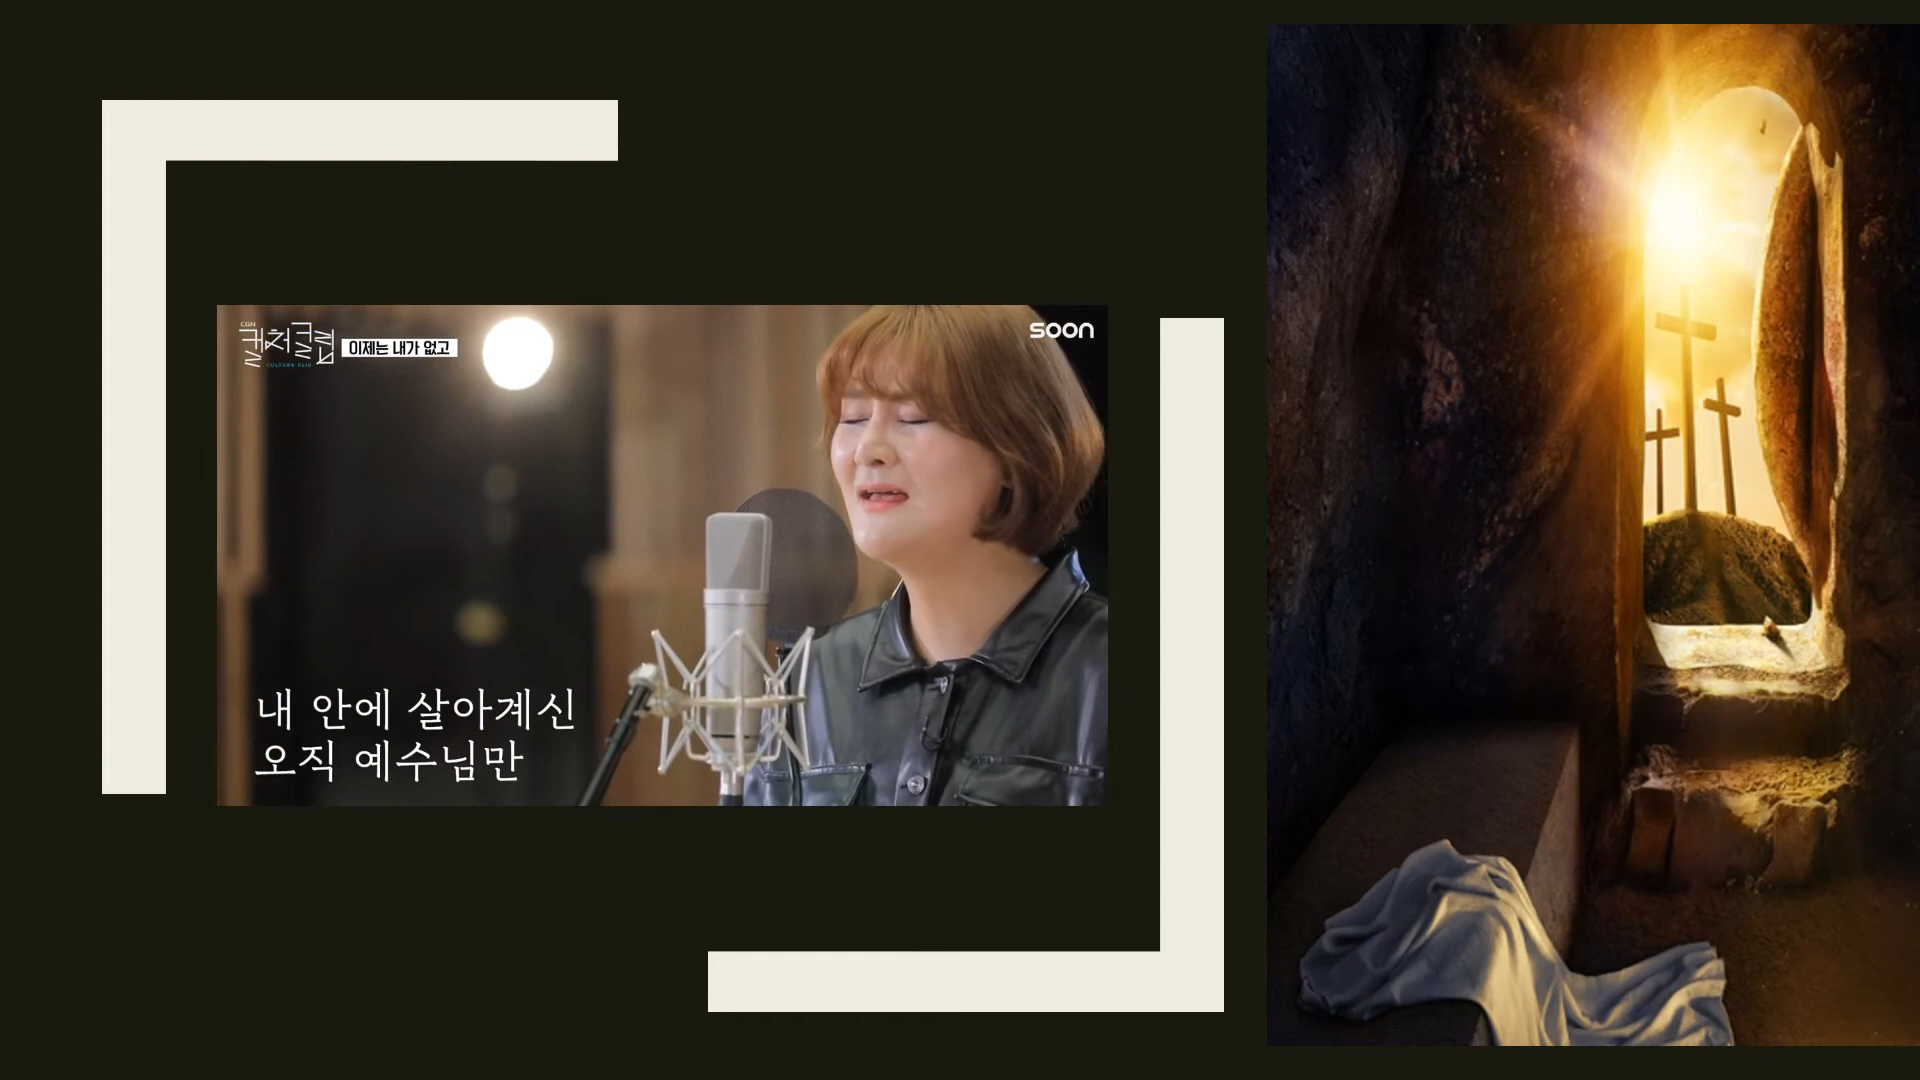 CGN
컬처클립
CULTURE CLIP
이제는 내가 없고
soon
내 안에 살아계신
오직 예수님만